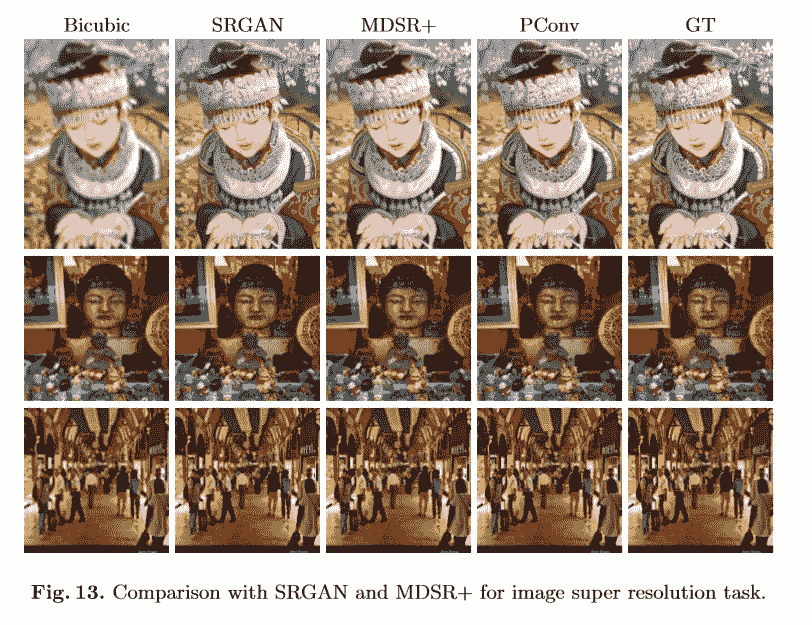 Bicubic
SRGAN
MDSR+
PConv
GT
Fig. 13. Comparison with SRGAN and MDSR+ for image super resolution task.